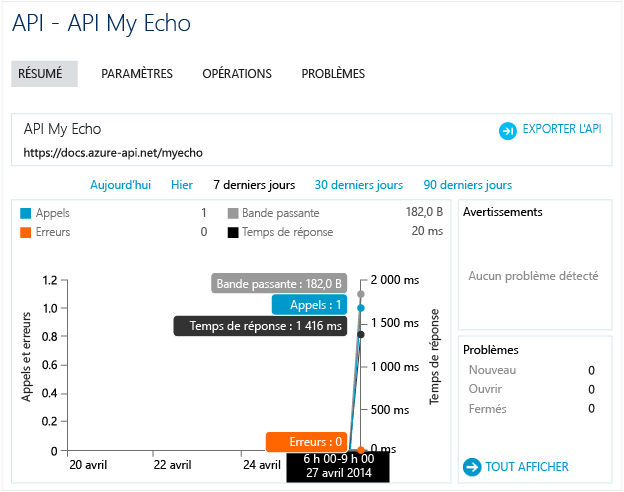 API - API My Echo
RÉSUMÉ PARAMÈTRES OPÉRATIONS PROBLÈMES
API My Echo
EXPORTER L'API
https://docs.azure-api.net/myecho
Aujourd'hui Hier 7 derniers jours 30 derniers jours 90 derniers jours
Appels 1 Bande passante 182,0 B
Erreurs 0 Temps de réponse 20 ms
Avertissements
Aucun problème détecté
1.2
1.0
0.8
0.6
0.4
0.2
0
Appels et erreurs
Bande passante : 182,0 B
Appels : 1
Temps de réponse : 1 416 ms
Erreurs : 0
2 000 ms
1 500 ms
1 000 ms
500 ms
0 ms
Temps de réponse
20 avril 22 avril 24 avril
6 h 00-9 h 00
27 avril 2014
Problèmes
Nouveau 0
Ouvrir 0
Fermés 0
TOUT AFFICHER